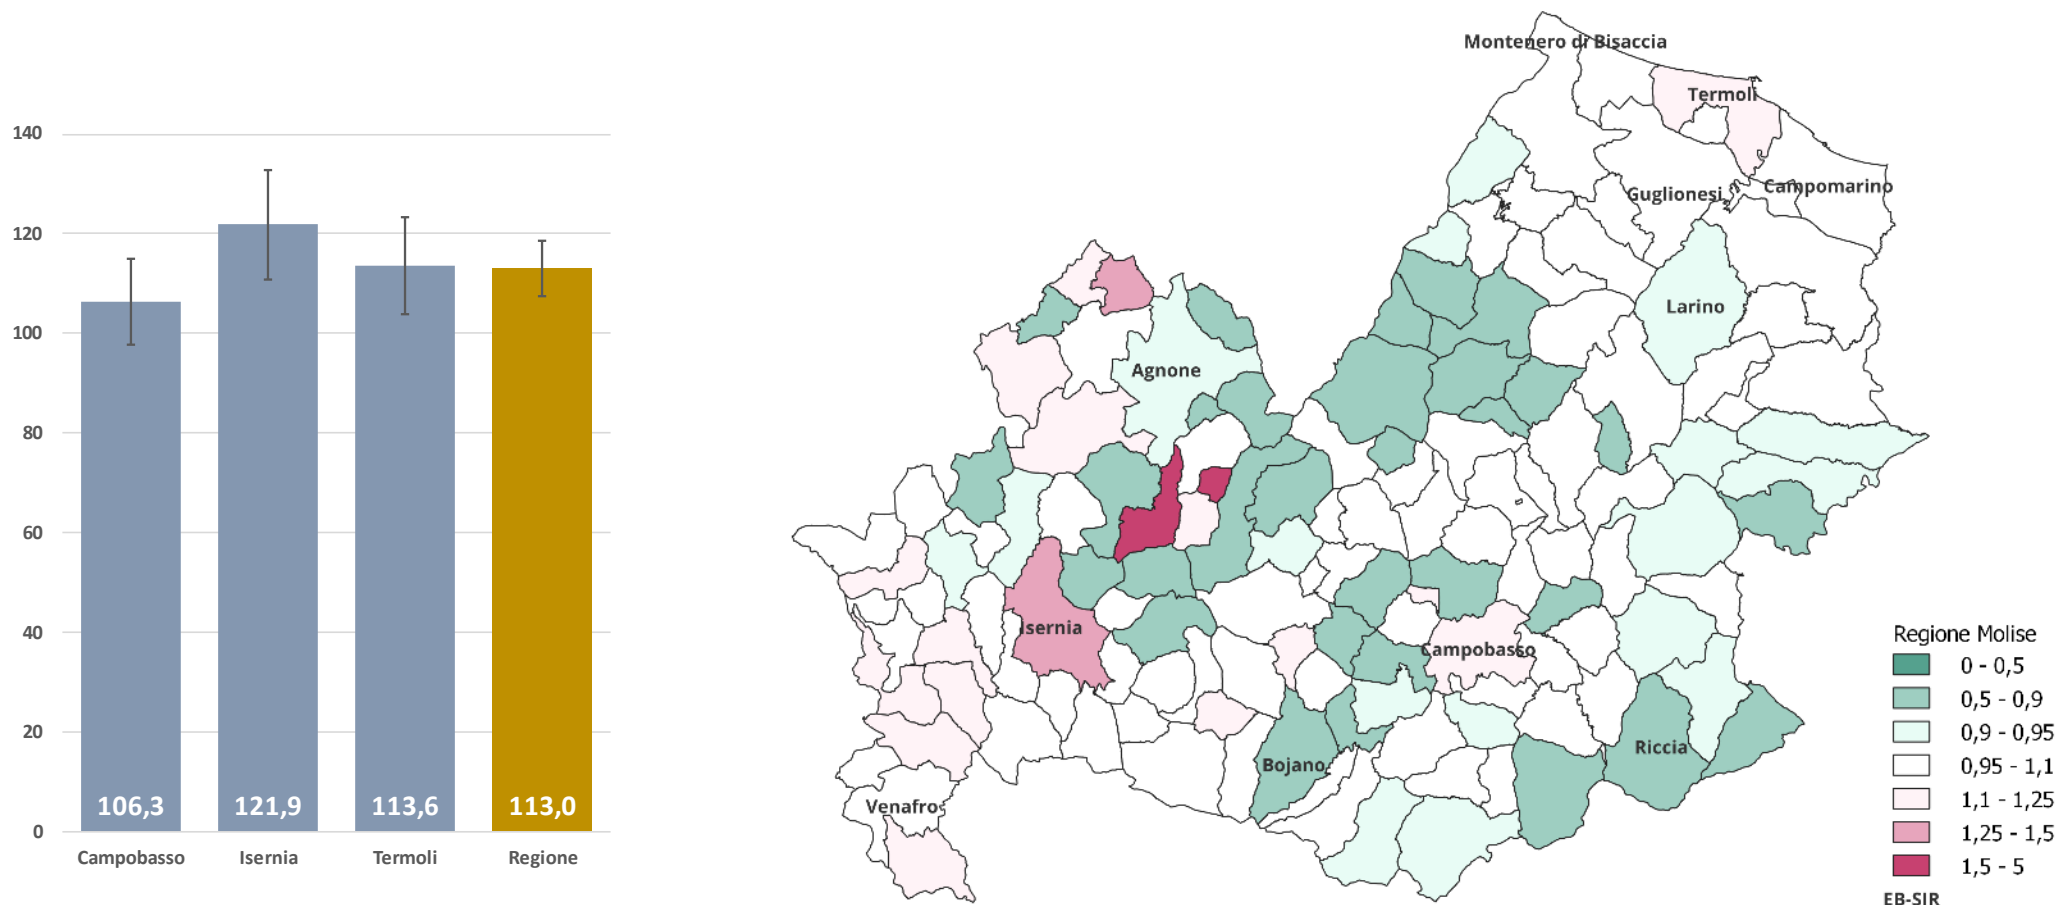 140
120
100
80
60
40
20
0
106,3
121,9
113,6
113,0
Campobasso
Isernia
Termoli
Regione
Montenero di Bisaccia
Termoli
Guglionesi
Campomarino
Larino
Agnone
Isernia
Campobasso
Riccia
Bojano
Venafro
Regione Molise
0 - 0,5
0,5 - 0,9
0,9 - 0,95
0,95 - 1,1
1,1 - 1,25
1,25 - 1,5
1,5 - 5
EB-SIR